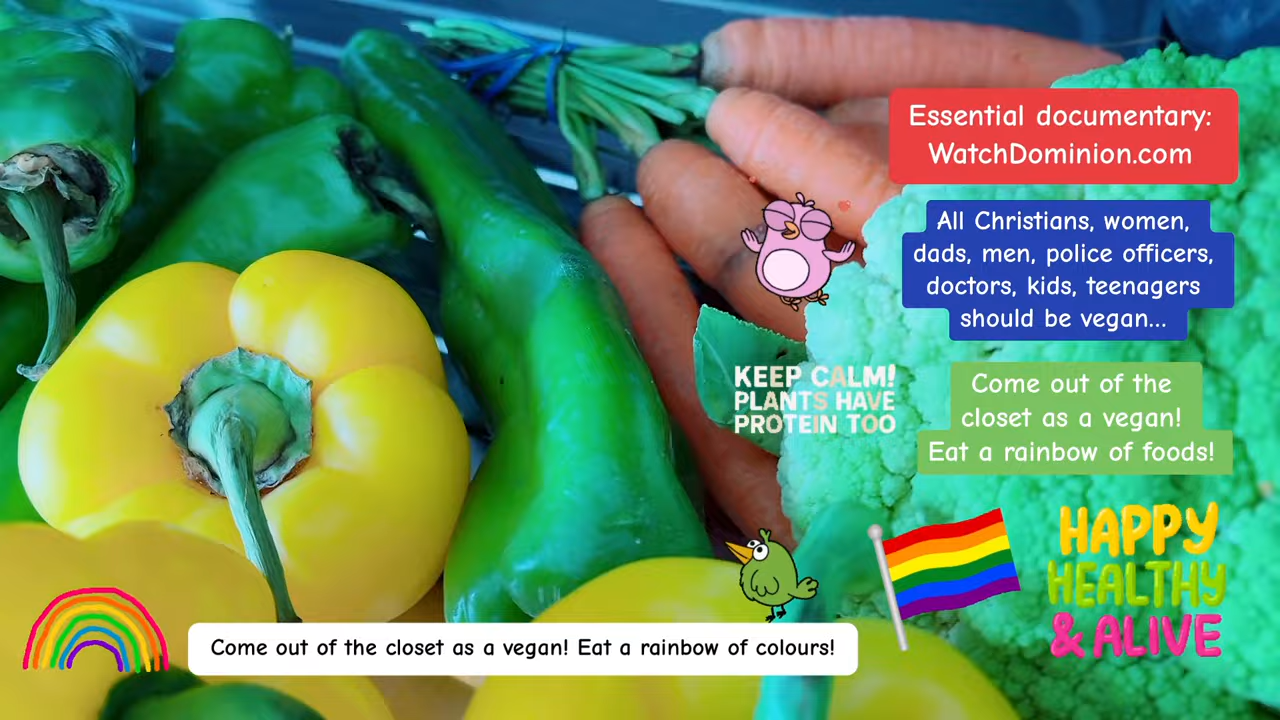 Essential documentary:
WatchDominion.com
All Christians, women,
dads, men, police officers,
doctors, kids, teenagers
should be vegan...
KEEP CALM!
PLANTS HAVE
PROTEIN TOO
Come out of the
closet as a vegan!
Eat a rainbow of foods!
HAPPY
HEALTHY
& ALIVE
Come out of the closet as a vegan! Eat a rainbow of colours!